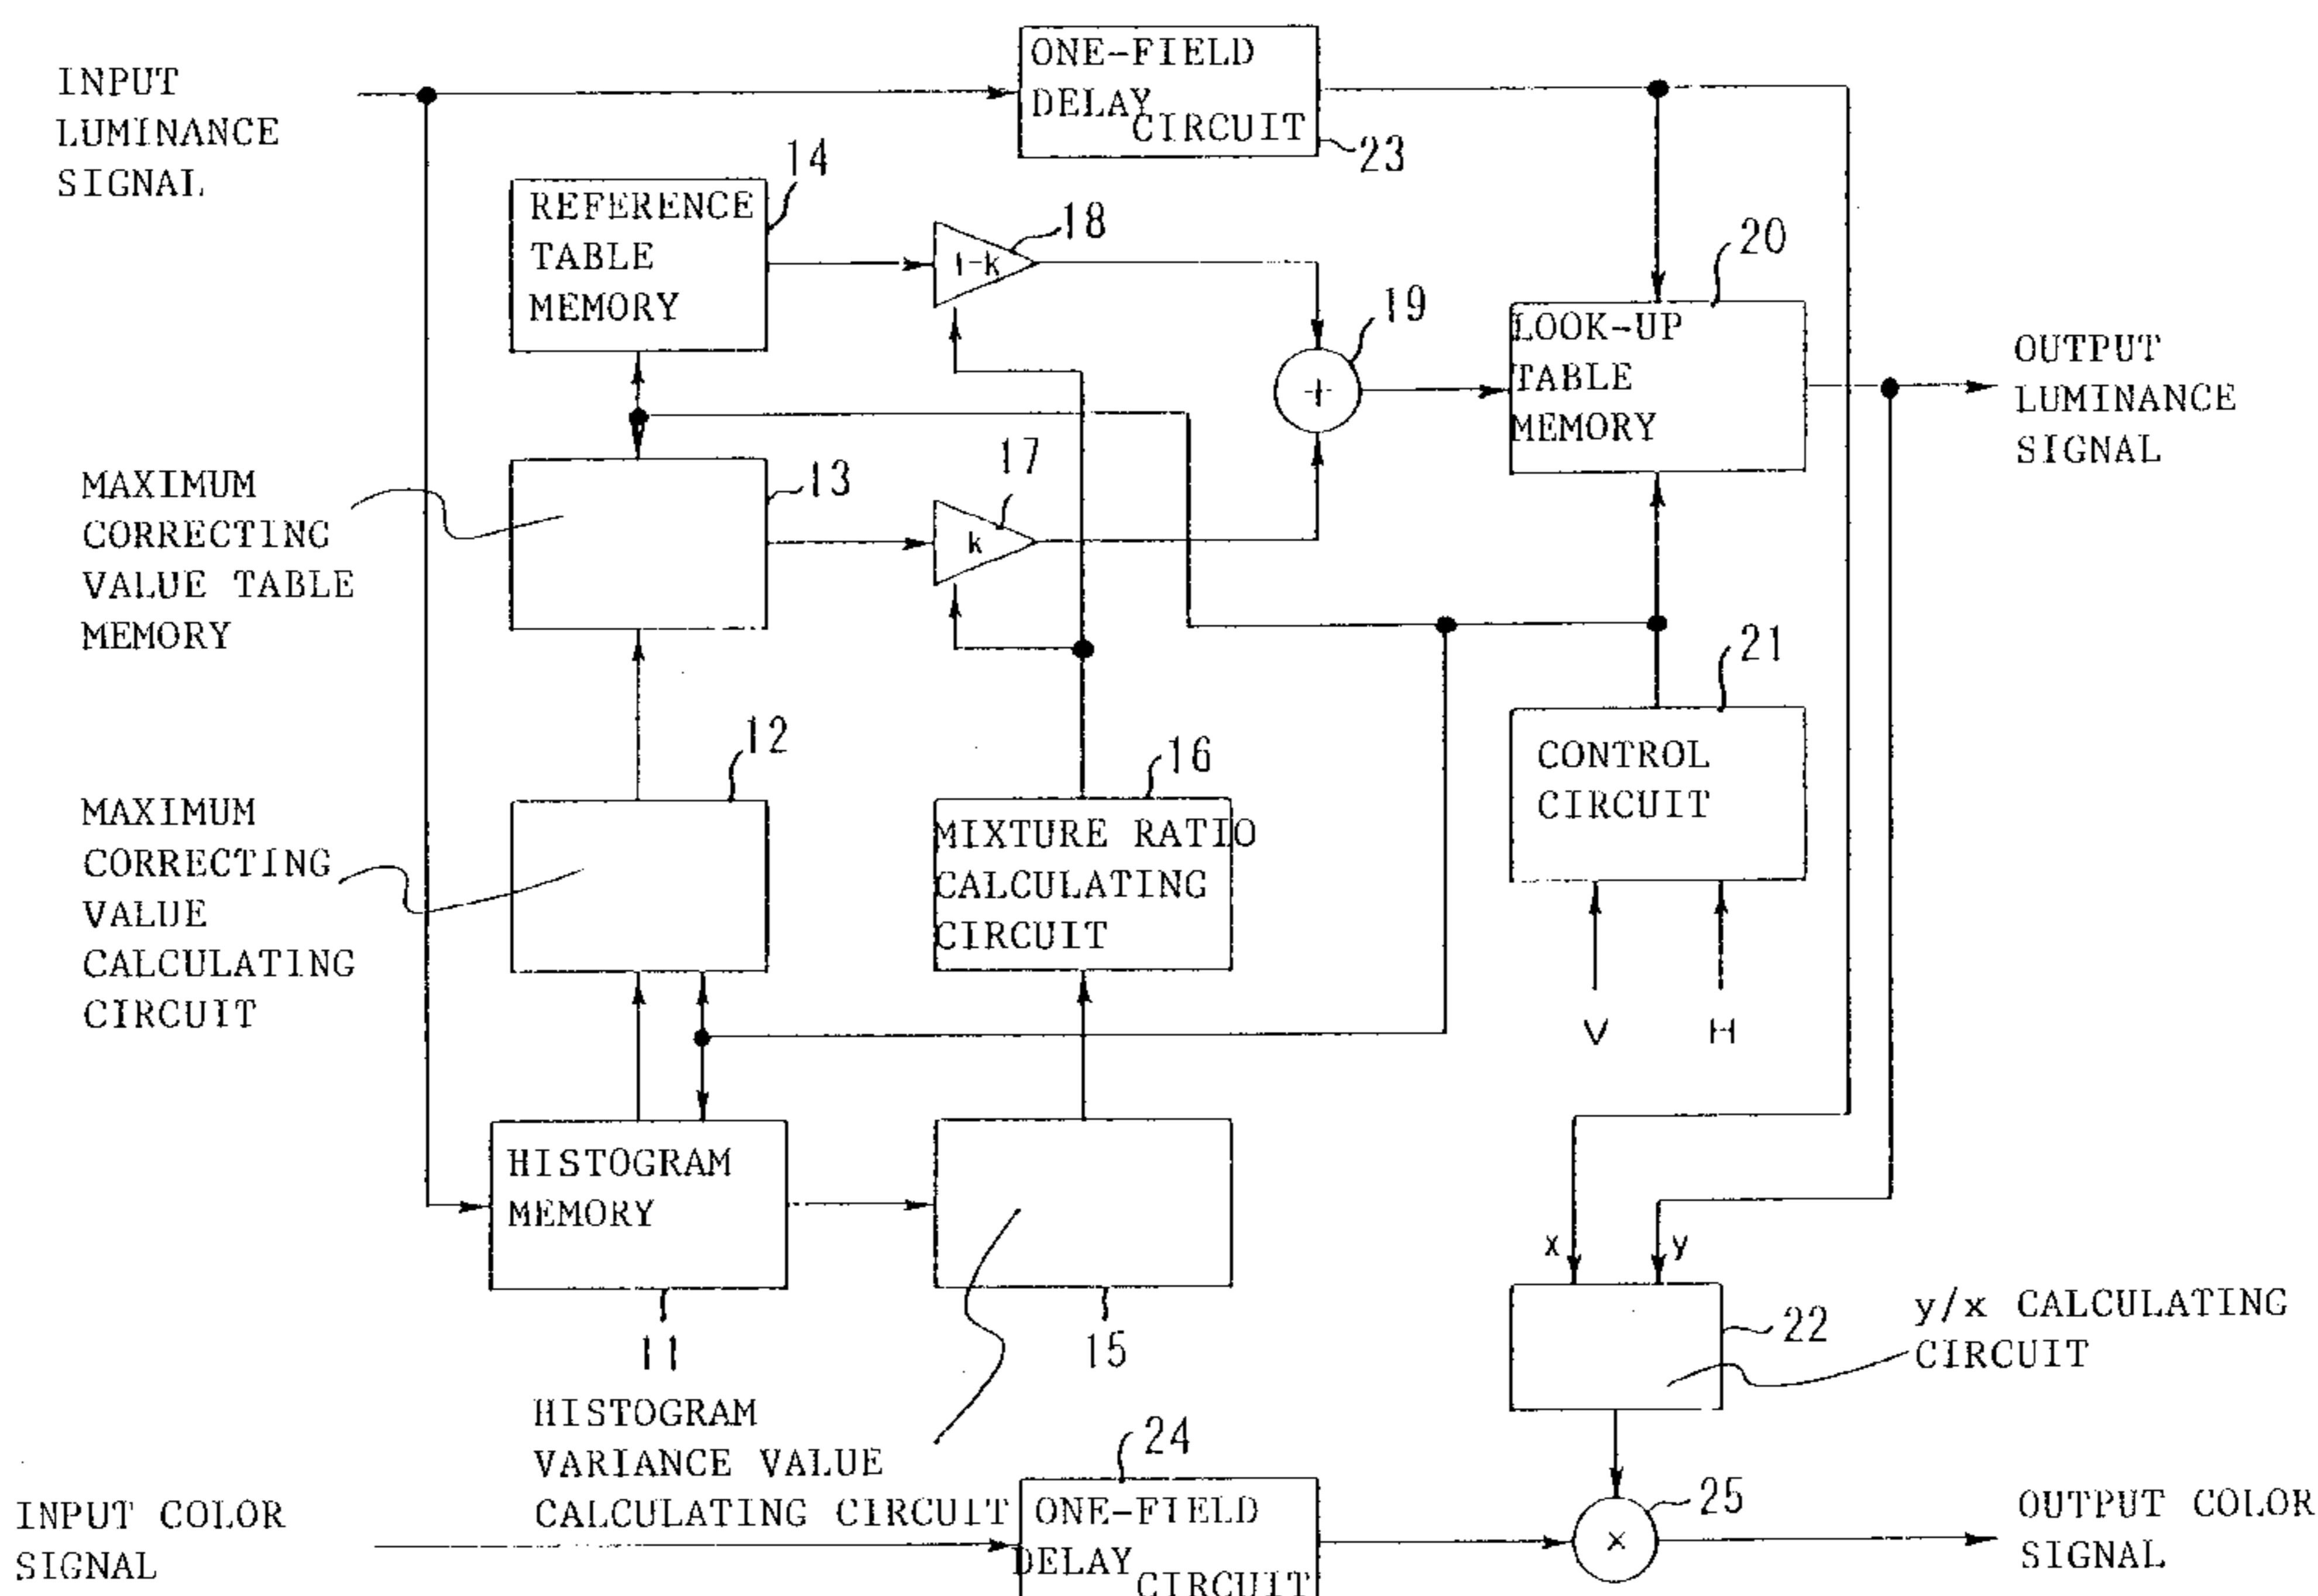 INPUT
LUMINANCE
SIGNAL
ONE-FIELD
DELAY
CIRCUIT
23
REFERENCE
TABLE
MEMORY
14
1-k
18
19
+
LOOK-UP
TABLE
MEMORY
20
OUTPUT
LUMINANCE
SIGNAL
MAXIMUM
CORRECTING
VALUE TABLE
MEMORY
13
k
17
MAXIMUM
CORRECTING
VALUE
CALCULATING
CIRCUIT
12
MIXTURE RATIO
CALCULATING
CIRCUIT
16
CONTROL
CIRCUIT
21
V
H
HISTOGRAM
MEMORY
11
15
HISTOGRAM
VARIANCE VALUE
CALCULATING CIRCUIT
x
y
22
y/x CALCULATING
CIRCUIT
INPUT COLOR
SIGNAL
24
ONE-FIELD
DELAY
CIRCUIT
×
25
OUTPUT COLOR
SIGNAL